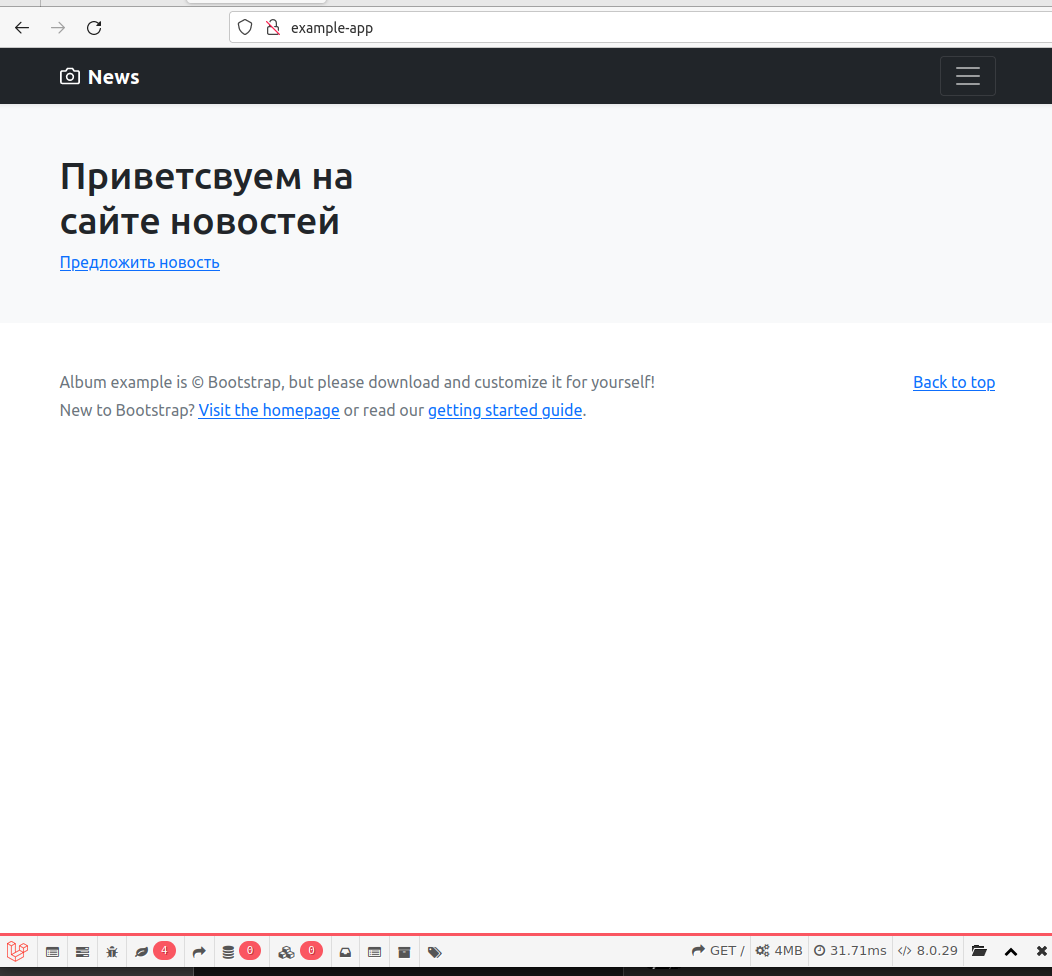 example-app
News
Приветсвуем на
сайте новостей
Предложить новость
Album example is © Bootstrap, but please download and customize it for yourself!
Back to top
New to Bootstrap? Visit the homepage or read our getting started guide.
4
0
0
GET /
4MB
31.71ms
8.0.29